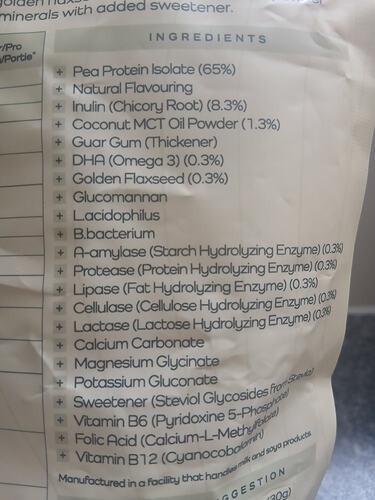 minerals with added sweetener.
/Pro
/Portie*
INGREDIENTS
+ Pea Protein Isolate (65%)
+ Natural Flavouring
+ Inulin (Chicory Root) (8.3%)
+ Coconut MCT Oil Powder (1.3%)
+ Guar Gum (Thickener)
+ DHA (Omega 3) (0.3%)
+ Golden Flaxseed (0.3%)
+ Glucomannan
+ L.acidophilus
+ B.bacterium
+ A-amylase (Starch Hydrolyzing Enzyme) (0.3%)
+ Protease (Protein Hydrolyzing Enzyme) (0.3%)
+ Lipase (Fat Hydrolyzing Enzyme) (0.3%)
+ Cellulase (Cellulose Hydrolyzing Enzyme) (0.3%)
+ Lactase (Lactose Hydrolyzing Enzyme) (0.3%)
+ Calcium Carbonate
+ Magnesium Glycinate
+ Potassium Gluconate
+ Sweetener (Steviol Glycosides from Stevia)
+ Vitamin B6 (Pyridoxine 5-Phosphate)
+ Folic Acid (Calcium-L-Methylfolate)
+ Vitamin B12 (Cyanocobalamin)
Manufactured in a facility that handles milk and soya products.
GGESTION
(30g)